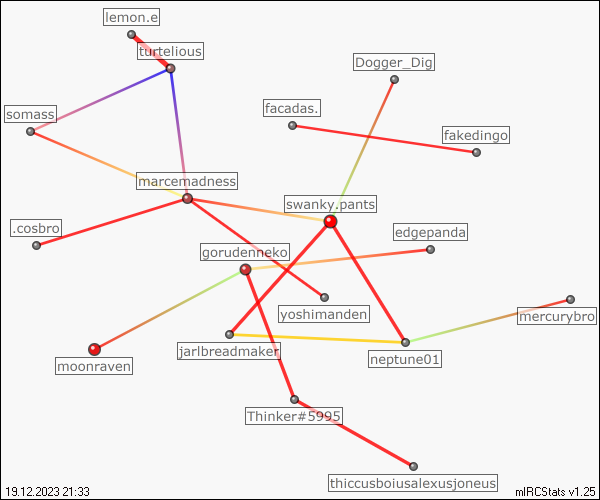 lemon.e
turtelious
Dogger_Dig
somass
facadas.
fakedingo
marcemadness
swanky.pants
.cosbro
edgepanda
gorudenneko
yoshimanden
mercurybro
jarlbreadmaker
neptune01
moonraven
Thinker#5995
thiccusboiusalexusjoneus
19.12.2023 21:33
mIRCStats v1.25